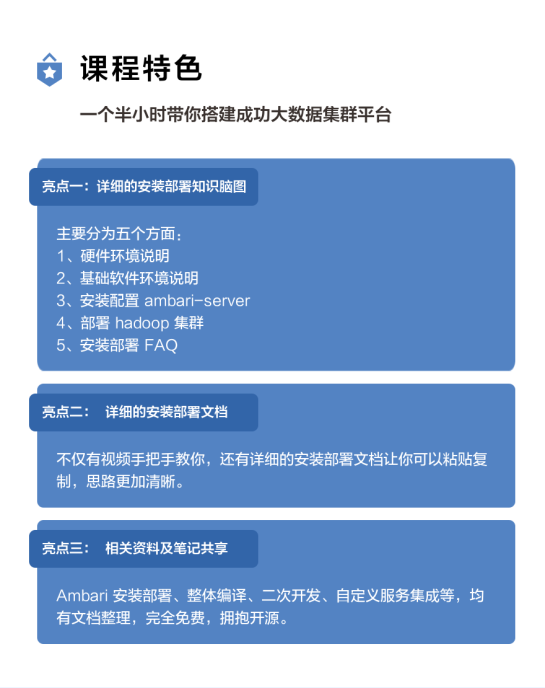 课程特色
一个半小时带你搭建成功大数据集群平台
亮点一：详细的安装部署知识脑图
主要分为五个方面：
1、硬件环境说明
2、基础软件环境说明
3、安装配置 ambari-server
4、部署 hadoop 集群
5、安装部署 FAQ
亮点二： 详细的安装部署文档
不仅有视频手把手教你，还有详细的安装部署文档让你可以粘贴复
制，思路更加清晰。
亮点三： 相关资料及笔记共享
Ambari 安装部署、整体编译、二次开发、自定义服务集成等，均
有文档整理，完全免费，拥抱开源。